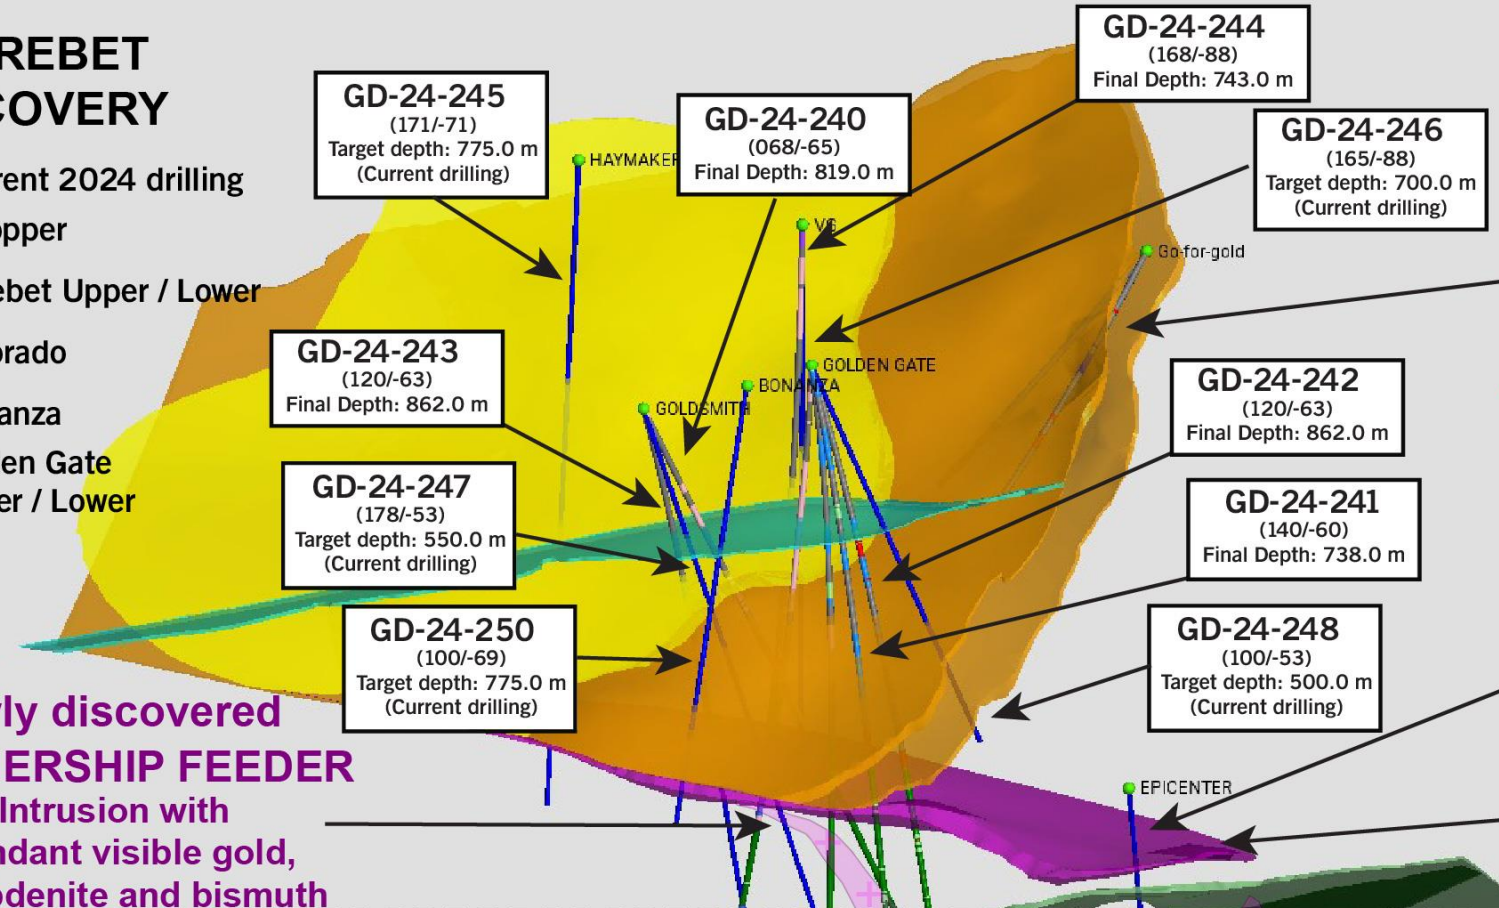 REBET
COVERY
rent 2024 drilling
opper
ebet Upper / Lower
orado
anza
en Gate
er / Lower
GD-24-245
(171/-71)
Target depth: 775.0 m
(Current drilling)
GD-24-240
(068/-65)
Final Depth: 819.0 m
GD-24-244
(168/-88)
Final Depth: 743.0 m
GD-24-246
(165/-88)
Target depth: 700.0 m
(Current drilling)
HAYMAKER
VG
Go-for-gold
GOLDEN GATE
BONANZA
GOLDSMITH
GD-24-243
(120/-63)
Final Depth: 862.0 m
GD-24-242
(120/-63)
Final Depth: 862.0 m
GD-24-247
(178/-53)
Target depth: 550.0 m
(Current drilling)
GD-24-241
(140/-60)
Final Depth: 738.0 m
GD-24-250
(100/-69)
Target depth: 775.0 m
(Current drilling)
GD-24-248
(100/-53)
Target depth: 500.0 m
(Current drilling)
EPICENTER
ly discovered
ERSHIP FEEDER
Intrusion with
ndant visible gold,
odenite and bismuth